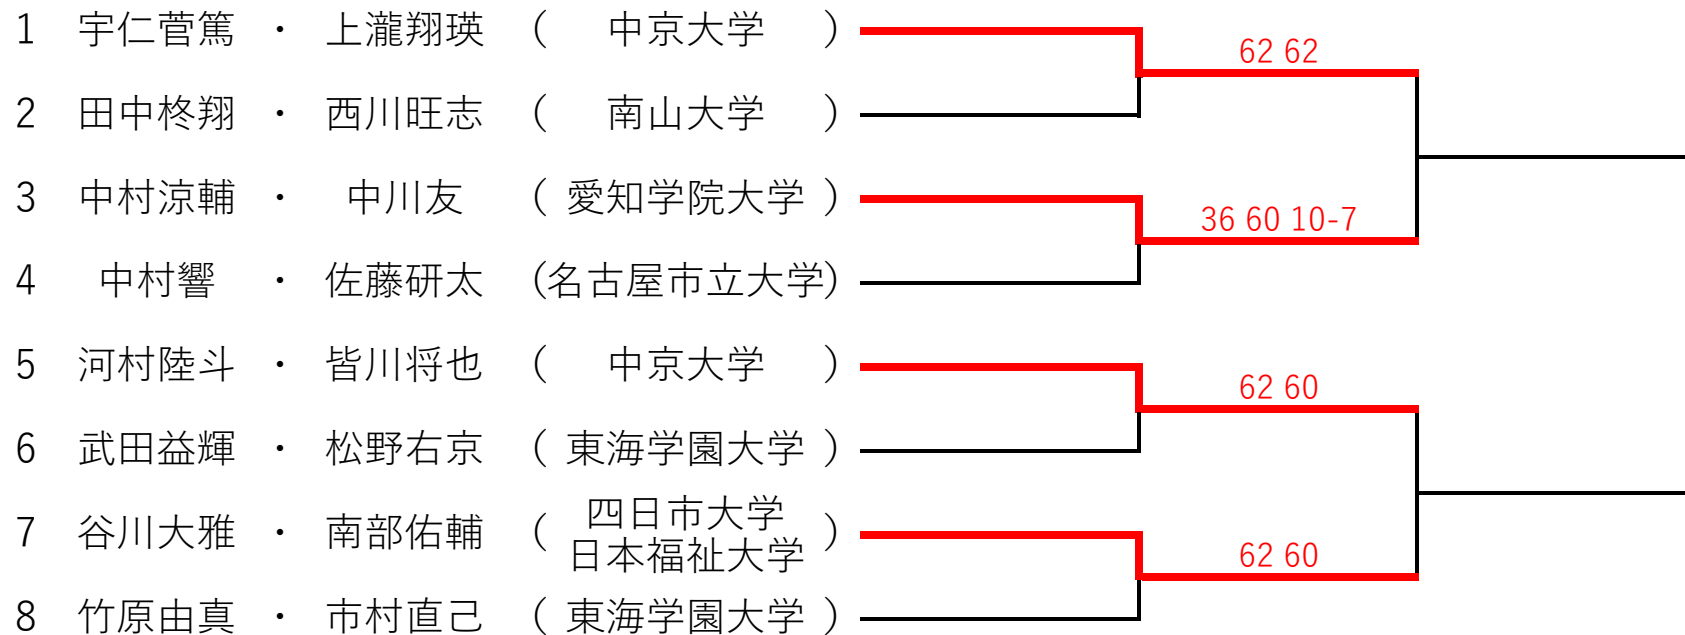 1 宇仁菅篤 ・ 上瀧翔瑛 ( 中京大学 )
62 62
2 田中柊翔 ・ 西川旺志 ( 南山大学 )
3 中村涼輔 ・ 中川友 ( 愛知学院大学 )
36 60 10-7
4 中村響 ・ 佐藤研太 (名古屋市立大学)
5 河村陸斗 ・ 皆川将也 ( 中京大学 )
62 60
6 武田益輝 ・ 松野右京 ( 東海学園大学 )
7 谷川大雅 ・ 南部佑輔 ( 四日市大学
日本福祉大学 )
62 60
8 竹原由真 ・ 市村直己 ( 東海学園大学 )